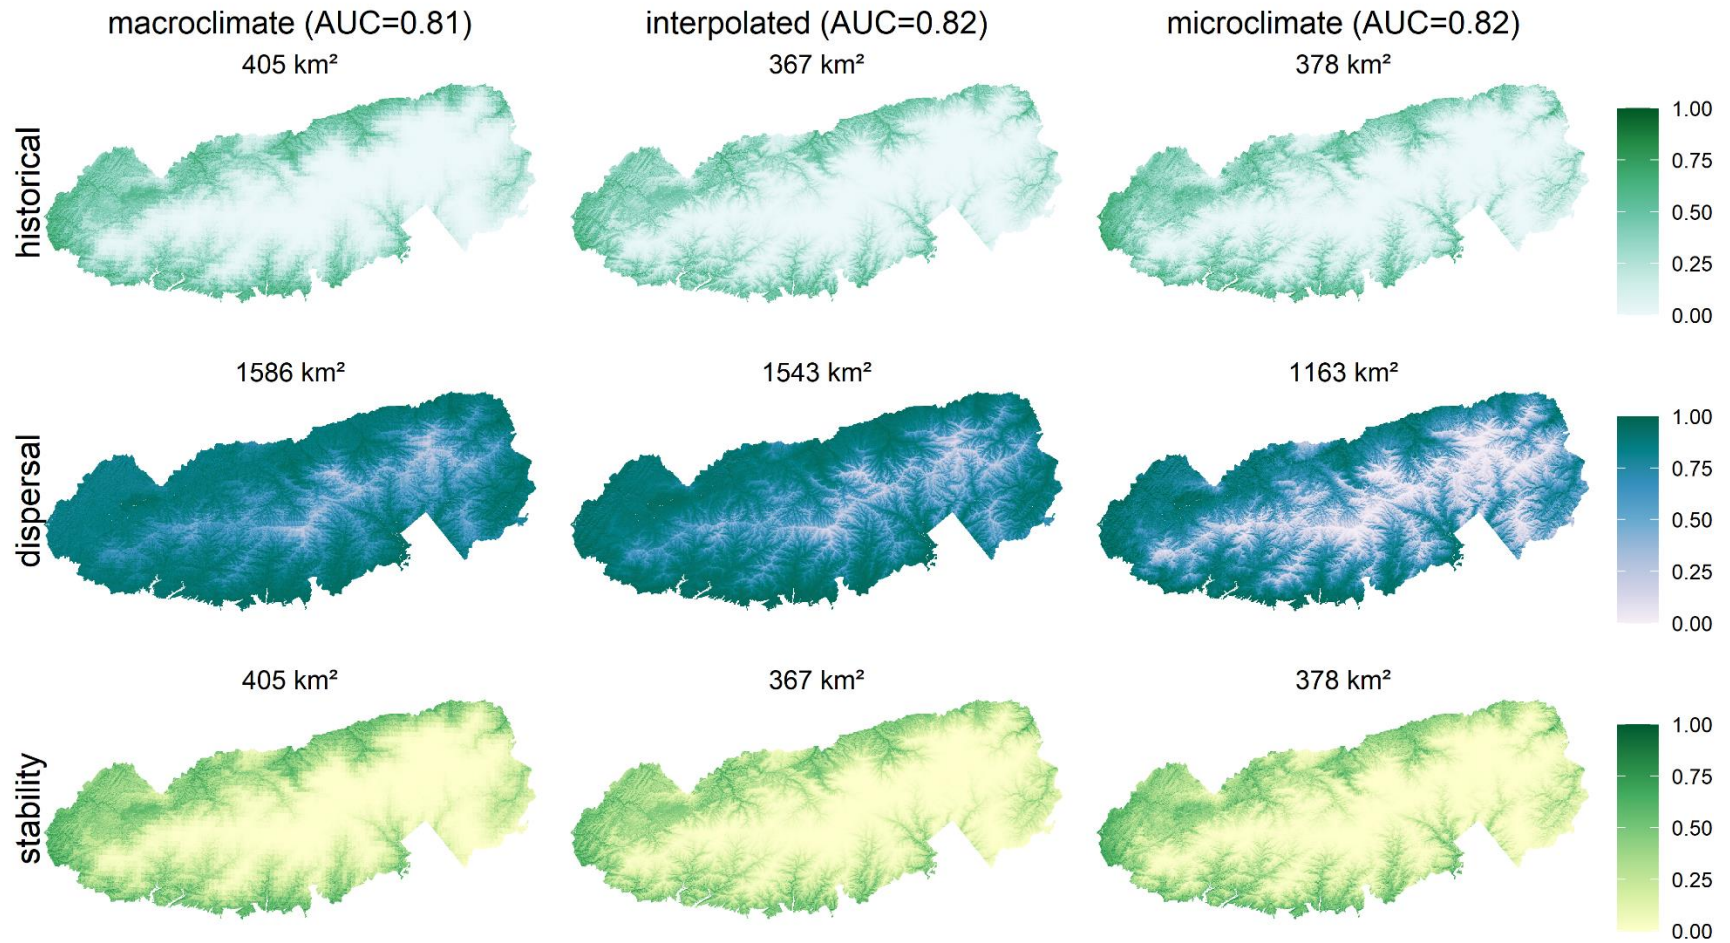 macroclimate (AUC=0.81) interpolated (AUC=0.82) microclimate (AUC=0.82)
405 km² 367 km² 378 km²
historical
1.00
0.75
0.50
0.25
0.00
1586 km² 1543 km² 1163 km²
dispersal
1.00
0.75
0.50
0.25
0.00
405 km² 367 km² 378 km²
stability
1.00
0.75
0.50
0.25
0.00